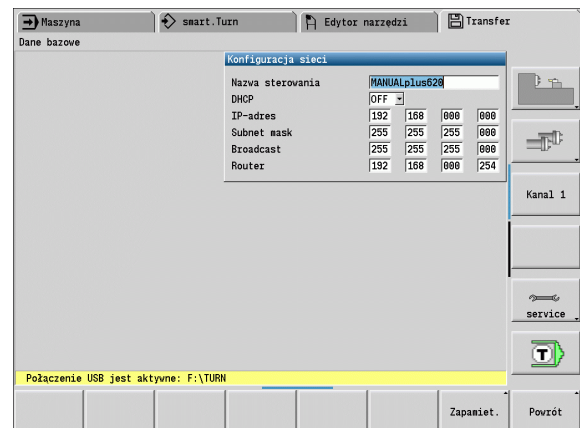 Maszyna smart.Turn Edytor narzędzi Transfer
Dane bazowe
Konfiguracja sieci
Nazwa sterowania MANUALplus620
DHCP OFF
IP-adres 192 168 000 000
Subnet mask 255 255 255 000
Broadcast 255 255 255 000
Router 192 168 000 254
Kanal 1
service
T
Połączenie USB jest aktywne: F:\TURN
Zapamiet. Powrót